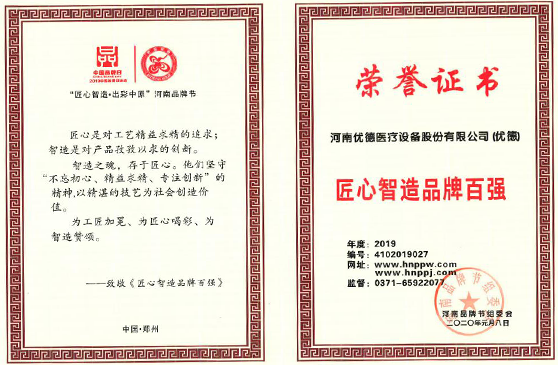 中国品牌日
"匠心智造·出彩中原"河南品牌节
匠心是对工艺精益求精的追求；
智造是对产品孜孜以求的创新。
智造之魂，存于匠心。他们坚守
"不忘初心、精益求精、专注创新"的
精神，以精湛的技艺为社会创造价
值。
为工匠加冕、为匠心喝彩、为
智造赞颂。
——致敬《匠心智造品牌百强》
中国·郑州
荣誉证书
河南优德医疗设备股份有限公司(优德)
匠心智造品牌百强
年度：2019
编号：4102019027
网址：www.hnppw.com
www.hnppj.com
监督：0371-65922077
河南品牌节组委会
二〇二〇年元月八日